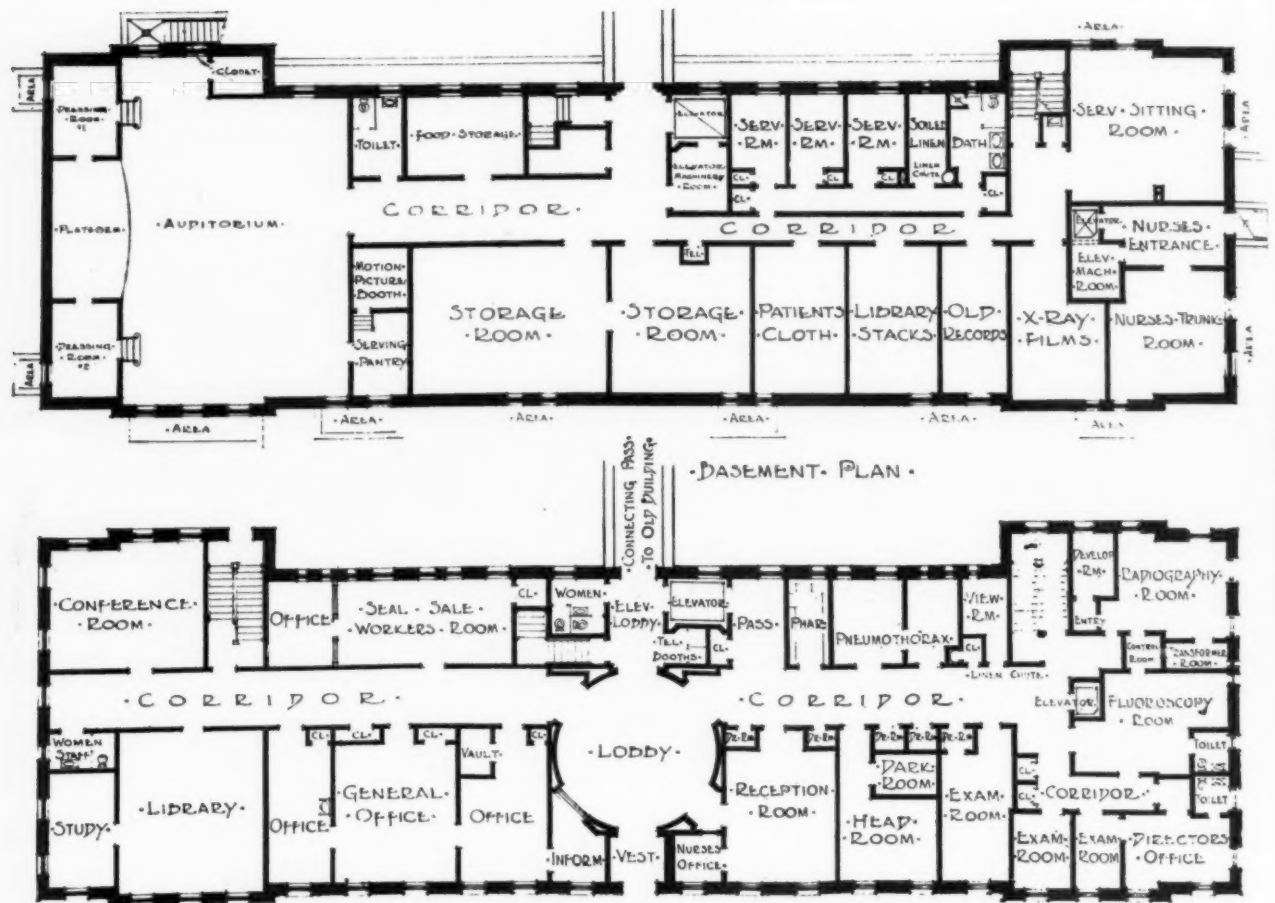 ·AREA·
AREA
·CLOSET·
·DRESSING·
ROOM
#1
·TOILET·
·FOOD·STORAGE·
ELEVATOR
·SERV·
·RM·
·SERV·
·RM·
·SERV·
·RM·
SOILED
LINEN
LINEN
CHUTE
BATH
SERV·SITTING
ROOM·
AREA
ELEVATOR
MACHINERY
ROOM·
CL·
CL·
CL·
CL·
CL·
·CORRIDOR·
·CORRIDOR·
·PLATFORM·
·AUDITORIUM·
ELEVATOR
·NURSES·
ENTRANCE·
ELEV
MACH
ROOM·
·TEL·
·MOTION·
PICTURE
BOOTH·
·STORAGE
ROOM·
·STORAGE·
ROOM·
·PATIENTS
CLOTH·
·LIBRARY·
STACKS·
·OLD·
RECORDS
·X-RAY·
FILMS·
·NURSES·TRUNK·
ROOM·
·DRESSING·
ROOM
#2
·SERVING·
·PANTRY·
AREA
AREA
·AREA·
·AREA·
·AREA·
·AREA·
·AREA·
·AREA·
·BASEMENT·PLAN·
·CONNECTING PASS·
·TO OLD BUILDING·
·CONFERENCE·
·ROOM·
·OFFICE·
·SEAL·SALE·
·WORKERS·ROOM·
CL·
·WOMEN·
·ELEV·
LOBBY
ELEVATOR
TEL·
BOOTHS·
CL·
·PASS·
·PHAR·
PNEUMOTHORAX
·VIEW·
RM·
CL·
·LINEN CHUTE·
DEVELOP
·RM·
ENTRY
RADIOGRAPHY
·ROOM·
CONTROL
ROOM
TRANSFORMER
ROOM·
·CORRIDOR·
·CORRIDOR·
ELEVATOR
FLUOROSCOPY
·ROOM·
WOMEN
STAFF
·CL·
·CL·
·CL·
VAULT
·CL·
·LOBBY·
DR·RM
DR·RM
DR·RM
DR·RM
DR·RM
DARK·
ROOM·
TOILET
TOILET
CL·
CL·
·CORRIDOR·
·STUDY·
·LIBRARY·
·OFFICE·
·GENERAL·
·OFFICE·
·OFFICE·
·INFORM·
·VEST·
·NURSES·
OFFICE·
·RECEPTION·
·ROOM·
·HEAD·
ROOM·
·EXAM·
ROOM·
·EXAM·
ROOM·
·EXAM·
ROOM
·DIRECTORS·
OFFICE·